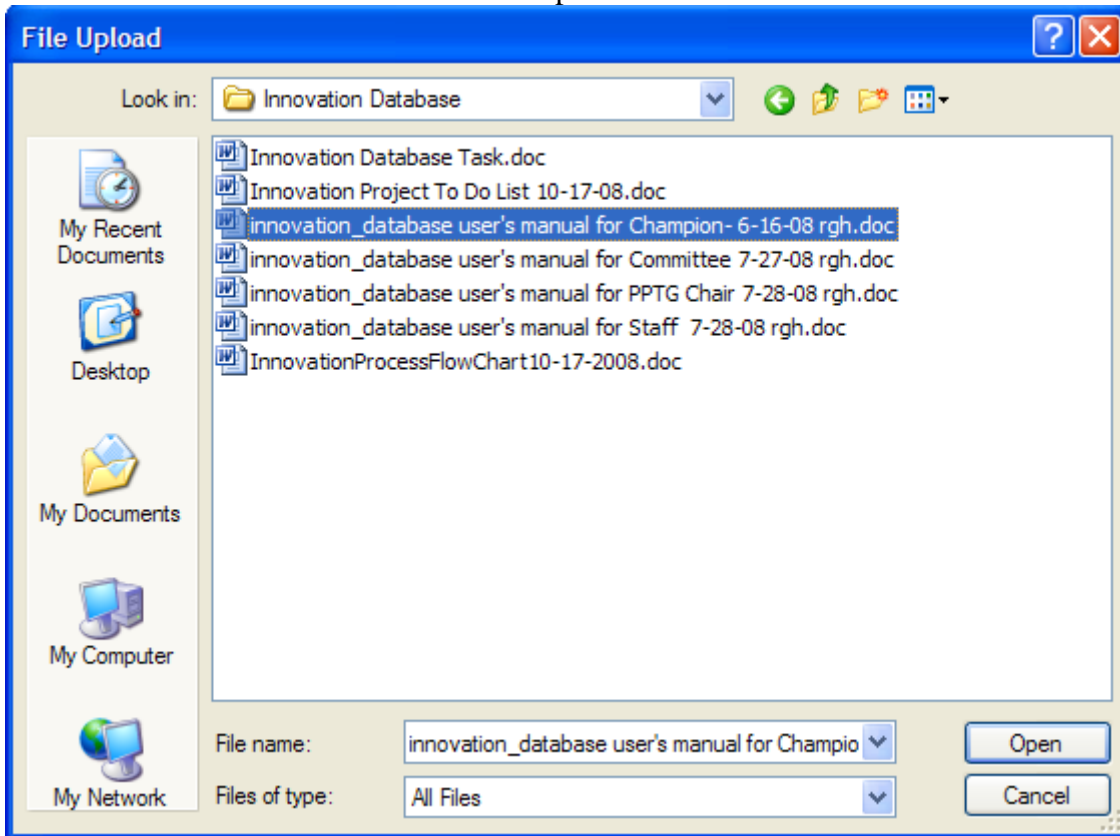 File Upload
Look in:
Innovation Database
My Recent
Documents
Desktop
My Documents
My Computer
My Network
Innovation Database Task.doc
Innovation Project To Do List 10-17-08.doc
innovation_database user's manual for Champion- 6-16-08 rgh.doc
innovation_database user's manual for Committee 7-27-08 rgh.doc
innovation_database user's manual for PPTG Chair 7-28-08 rgh.doc
innovation_database user's manual for Staff  7-28-08 rgh.doc
InnovationProcessFlowChart10-17-2008.doc
File name:
innovation_database user's manual for Champio
Open
Files of type:
All Files
Cancel